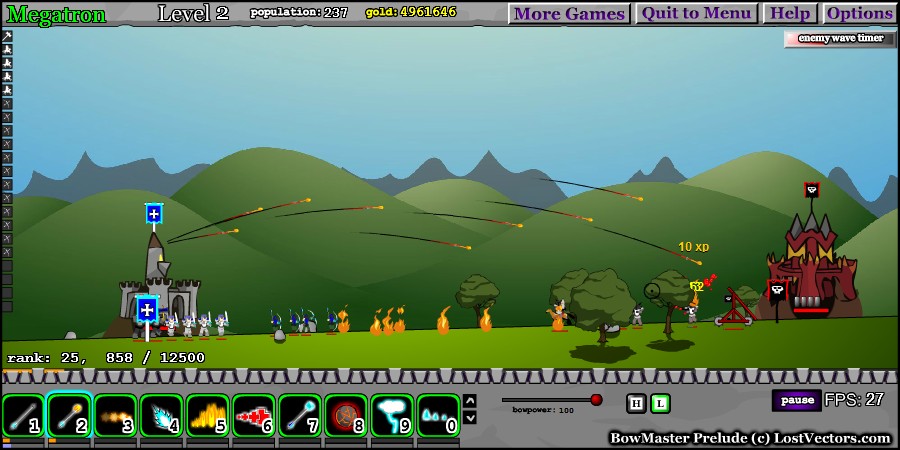 Megatron Level 2 population: 237 gold: 4961646 More Games Quit to Menu Help Options
enemy wave timer
10 xp
62
rank: 25, 858 / 12500
1 2 3 4 5 6 7 8 9 0
bowpower: 100
H L
pause FPS: 27
BowMaster Prelude (c) LostVectors.com